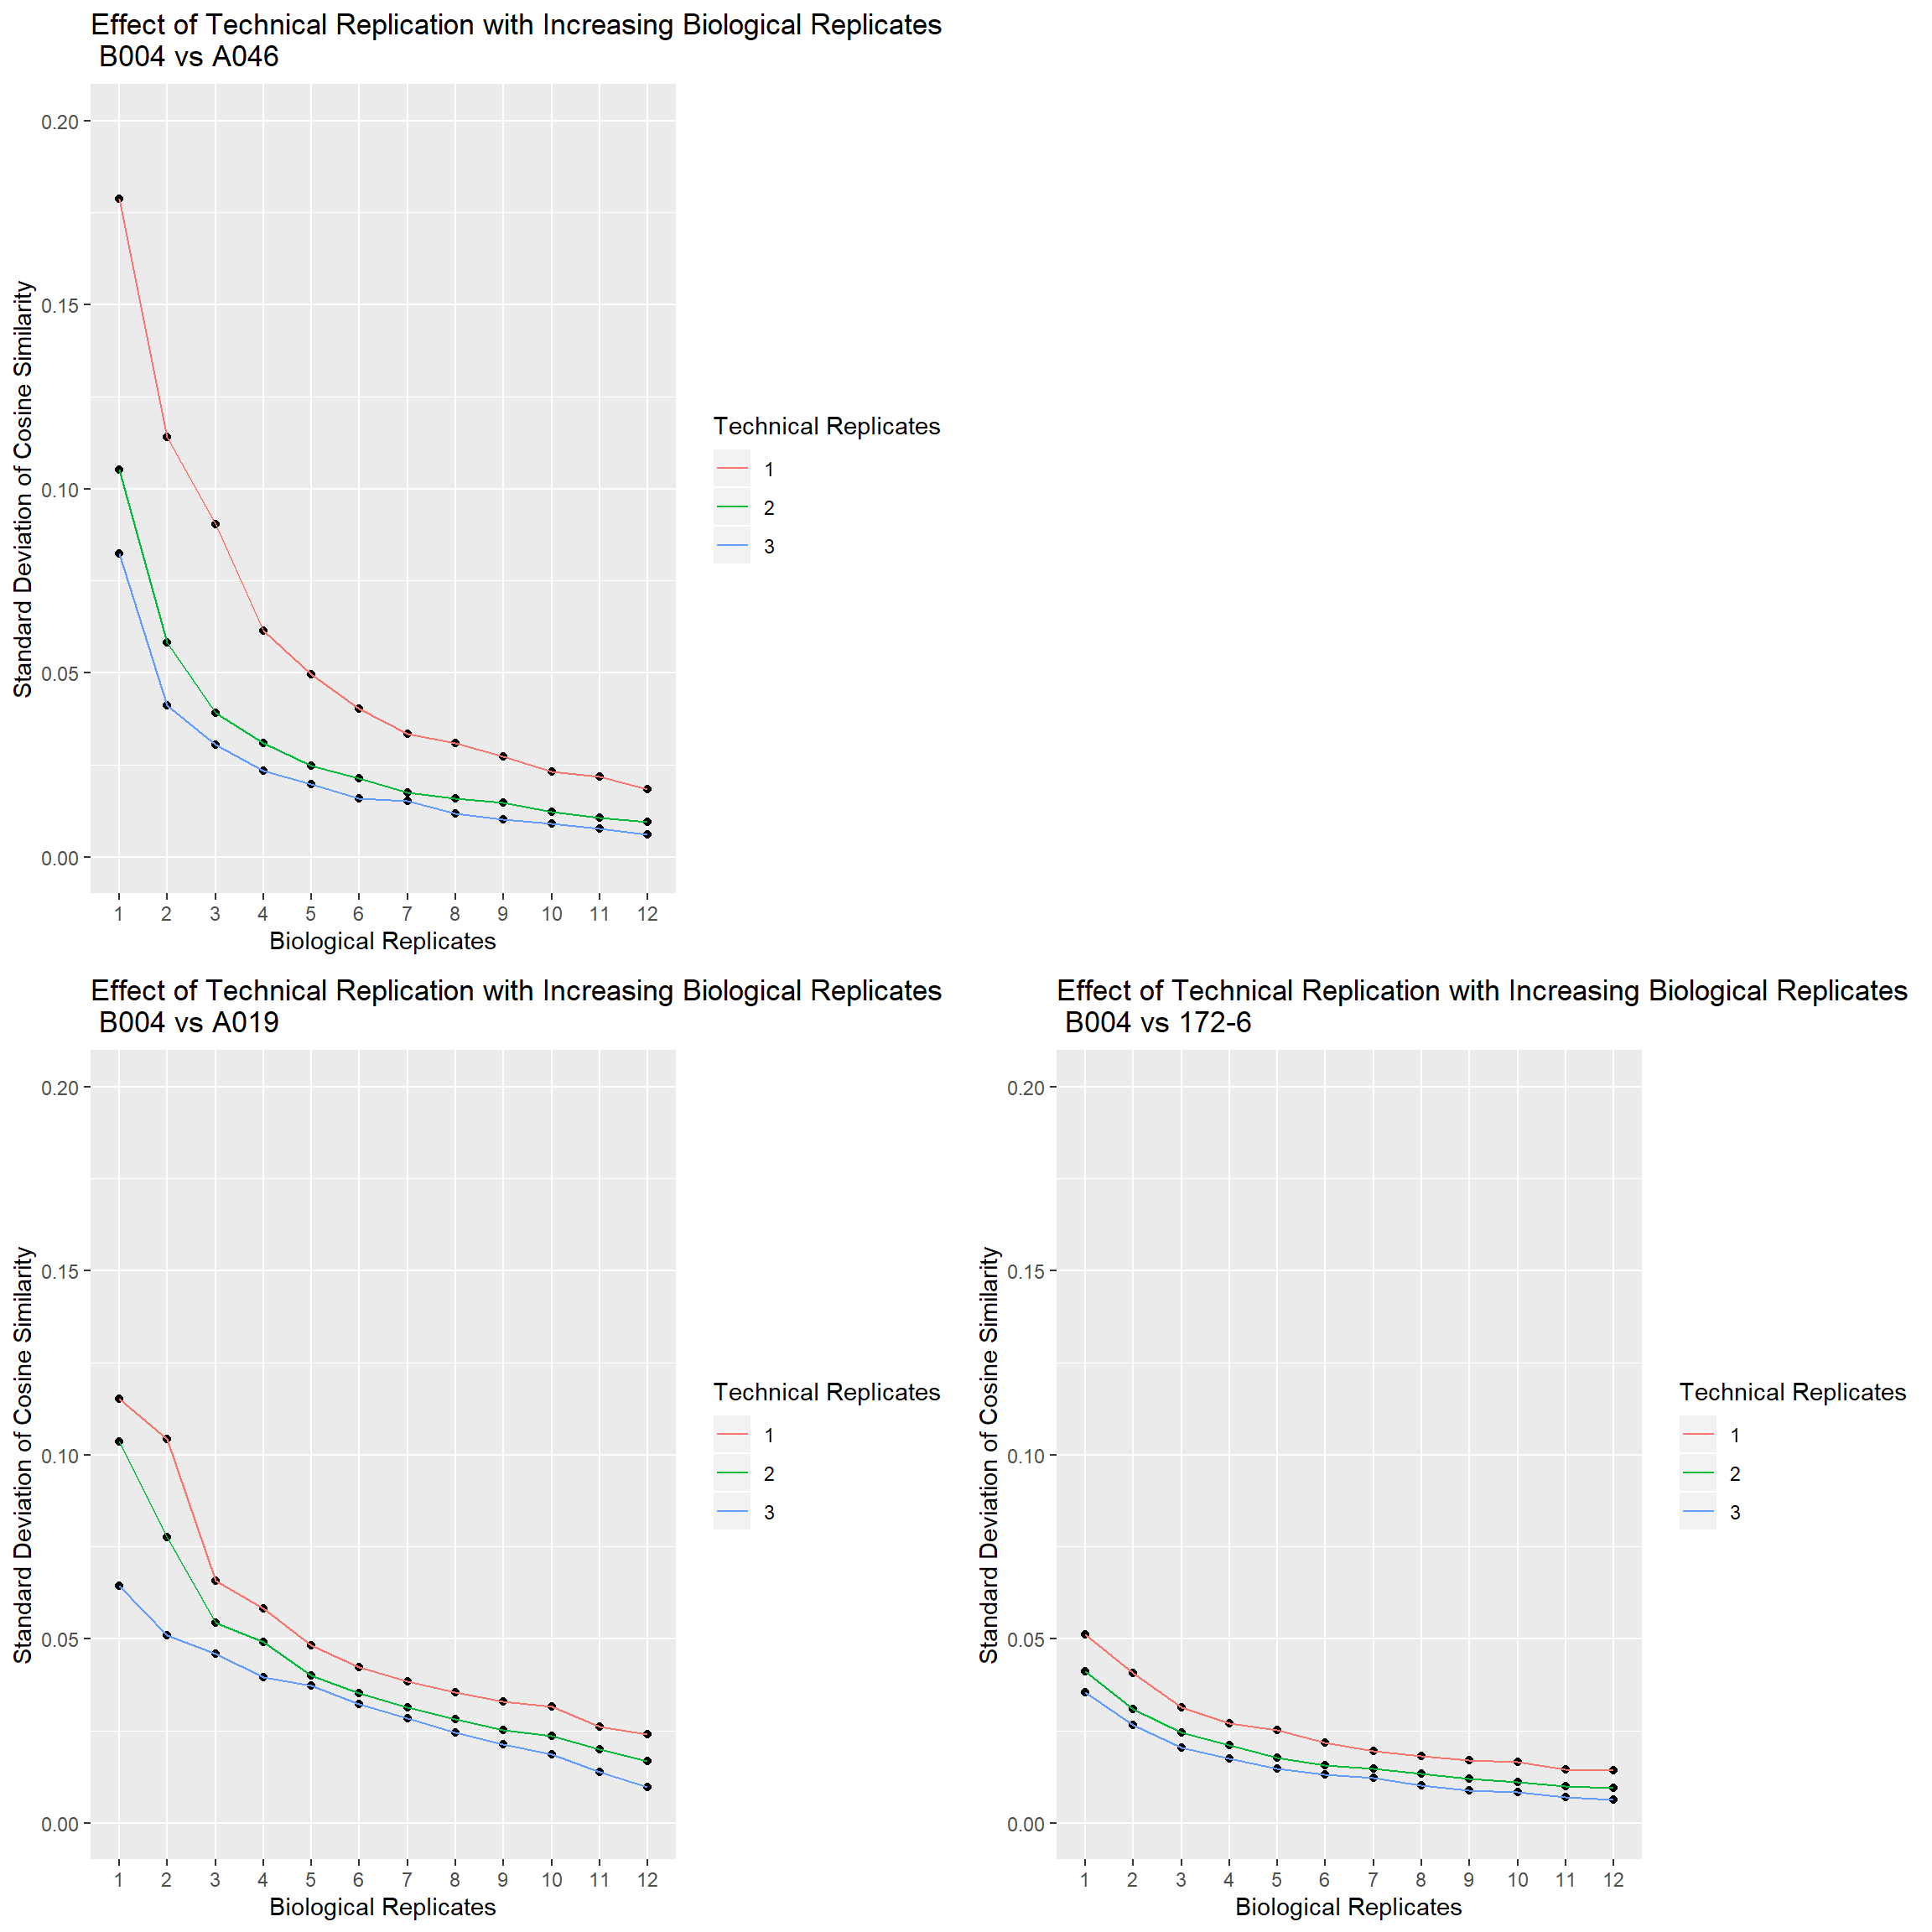 Effect of Technical Replication with Increasing Biological Replicates
B004 vs A046
Standard Deviation of Cosine Similarity
0.20
0.15
0.10
0.05
0.00
1 2 3 4 5 6 7 8 9 10 11 12
Biological Replicates
Technical Replicates
1
2
3
Effect of Technical Replication with Increasing Biological Replicates
B004 vs A019
Standard Deviation of Cosine Similarity
0.20
0.15
0.10
0.05
0.00
1 2 3 4 5 6 7 8 9 10 11 12
Biological Replicates
Technical Replicates
1
2
3
Effect of Technical Replication with Increasing Biological Replicates
B004 vs 172-6
Standard Deviation of Cosine Similarity
0.20
0.15
0.10
0.05
0.00
1 2 3 4 5 6 7 8 9 10 11 12
Biological Replicates
Technical Replicates
1
2
3